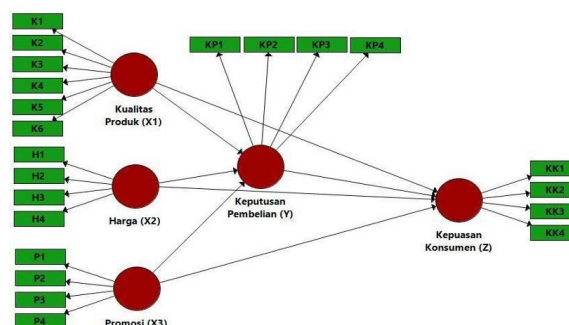 K1
K2
K3
K4
K5
K6
Kualitas
Produk (X1)
KP1
KP2
KP3
KP4
H1
H2
H3
H4
Harga (X2)
Keputusan
Pembelian (Y)
KK1
KK2
KK3
KK4
Kepuasan
Konsumen (Z)
P1
P2
P3
P4
Promosi (X3)